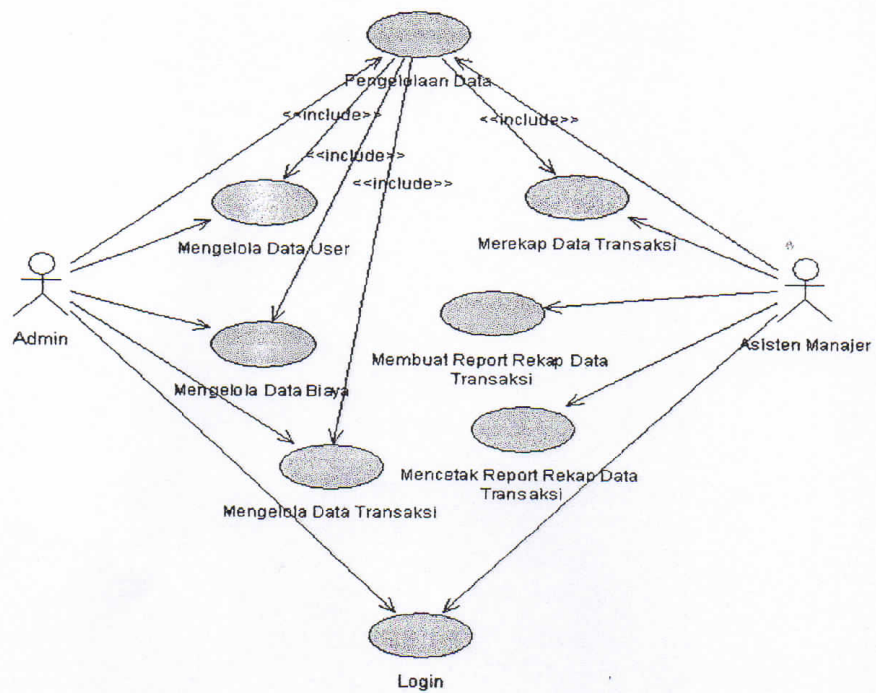 Pengelolaan Data
<<include>>
<<include>>
<<include>>
<<include>>
Mengelola Data User
Merekap Data Transaksi
Admin
Asisten Manajer
Membuat Report Rekap Data
Transaksi
Mengelola Data Biaya
Mencetak Report Rekap Data
Transaksi
Mengelola Data Transaksi
Login